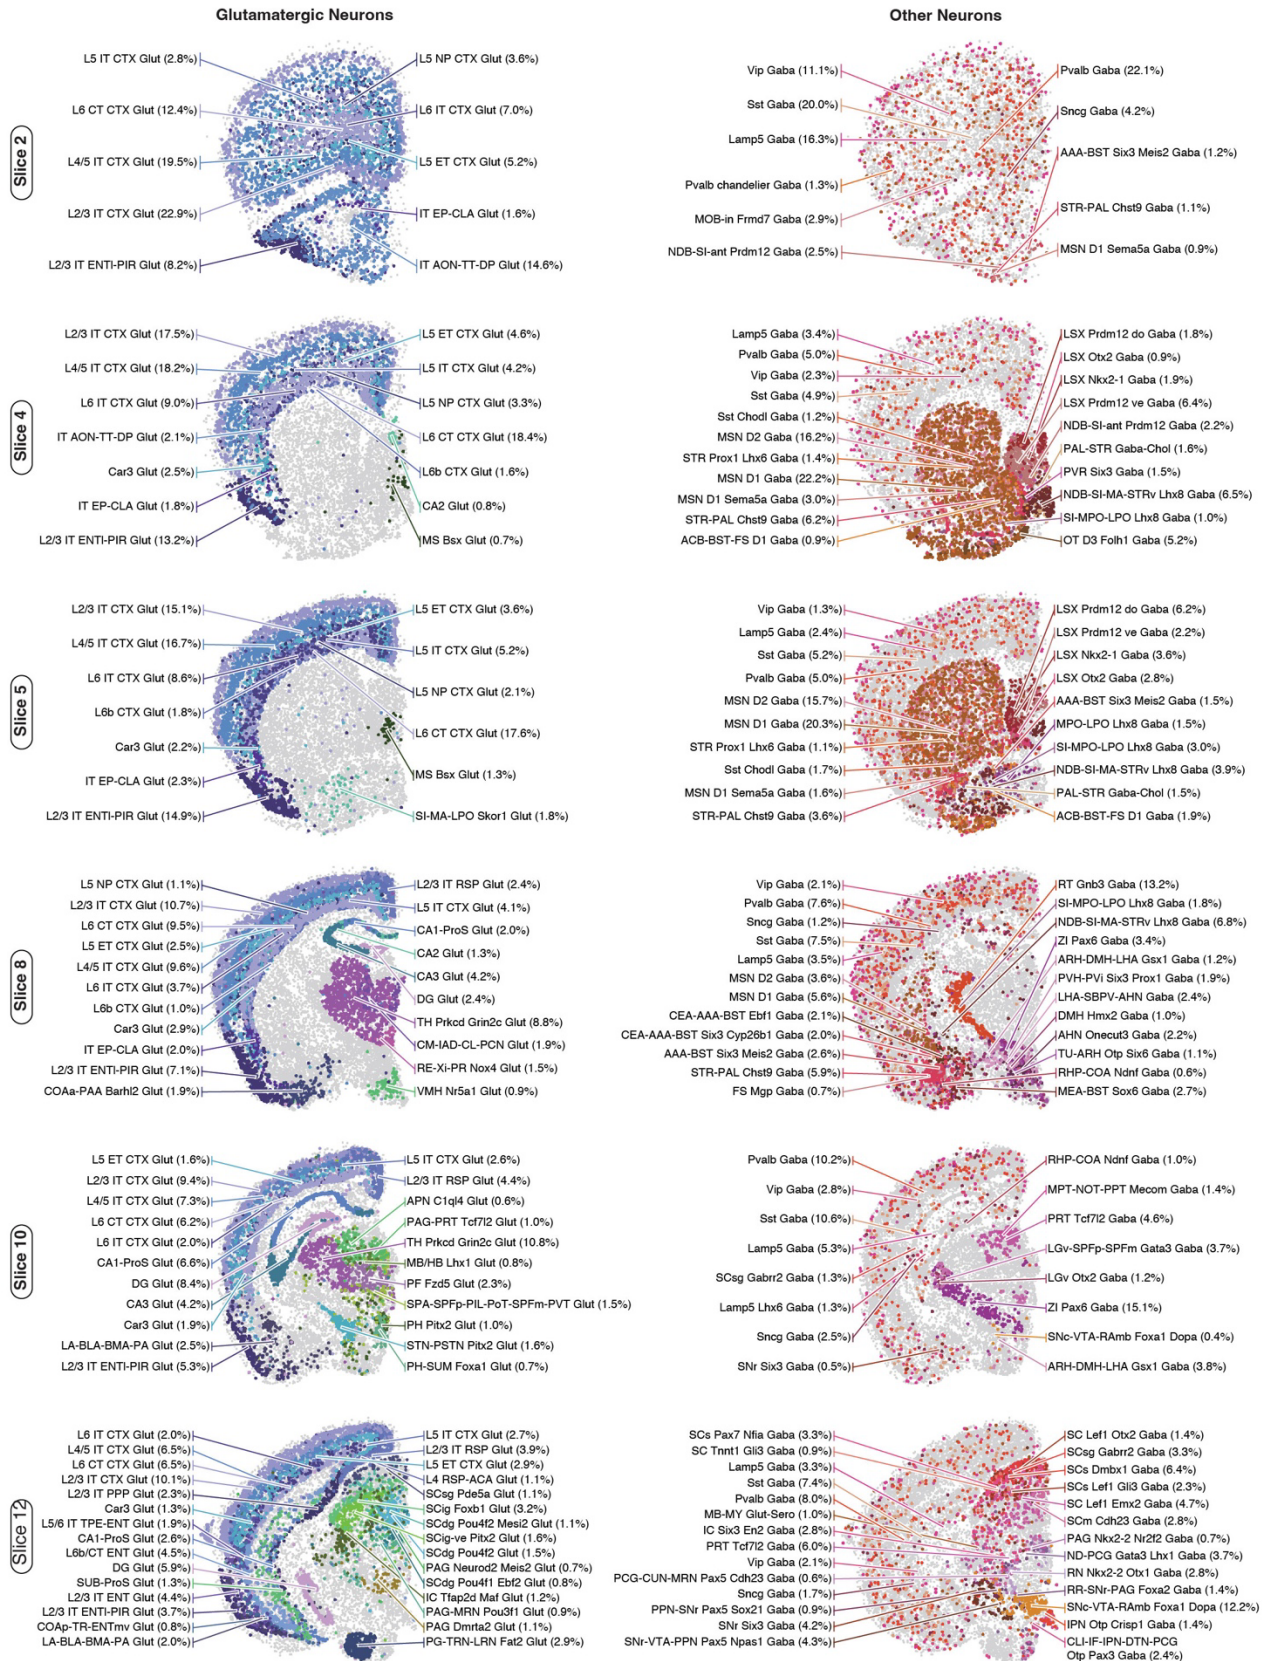 Glutamatergic Neurons
Other Neurons
Slice 2
L5 IT CTX Glut (2.8%)
L6 CT CTX Glut (12.4%)
L4/5 IT CTX Glut (19.5%)
L2/3 IT CTX Glut (22.9%)
L2/3 IT ENTI-PIR Glut (8.2%)
L5 NP CTX Glut (3.6%)
L6 IT CTX Glut (7.0%)
L5 ET CTX Glut (5.2%)
IT EP-CLA Glut (1.6%)
IT AON-TT-DP Glut (14.6%)
Vip Gaba (11.1%)
Sst Gaba (20.0%)
Lamp5 Gaba (16.3%)
Pvalb chandelier Gaba (1.3%)
MOB-in Frmd7 Gaba (2.9%)
NDB-SI-ant Prdm12 Gaba (2.5%)
Pvalb Gaba (22.1%)
Sncg Gaba (4.2%)
AAA-BST Six3 Meis2 Gaba (1.2%)
STR-PAL Chst9 Gaba (1.1%)
MSN D1 Sema5a Gaba (0.9%)
Slice 4
L2/3 IT CTX Glut (17.5%)
L4/5 IT CTX Glut (18.2%)
L6 IT CTX Glut (9.0%)
IT AON-TT-DP Glut (2.1%)
Car3 Glut (2.5%)
IT EP-CLA Glut (1.8%)
L2/3 IT ENTI-PIR Glut (13.2%)
L5 ET CTX Glut (4.6%)
L5 IT CTX Glut (4.2%)
L5 NP CTX Glut (3.3%)
L6 CT CTX Glut (18.4%)
L6b CTX Glut (1.6%)
CA2 Glut (0.8%)
MS Bsx Glut (0.7%)
Lamp5 Gaba (3.4%)
Pvalb Gaba (5.0%)
Vip Gaba (2.3%)
Sst Gaba (4.9%)
Sst Chodl Gaba (1.2%)
MSN D2 Gaba (16.2%)
STR Prox1 Lhx6 Gaba (1.4%)
MSN D1 Gaba (22.2%)
MSN D1 Sema5a Gaba (3.0%)
STR-PAL Chst9 Gaba (6.2%)
ACB-BST-FS D1 Gaba (0.9%)
LSX Prdm12 do Gaba (1.8%)
LSX Otx2 Gaba (0.9%)
LSX Nkx2-1 Gaba (1.9%)
LSX Prdm12 ve Gaba (6.4%)
NDB-SI-ant Prdm12 Gaba (2.2%)
PAL-STR Gaba-Chol (1.6%)
PVR Six3 Gaba (1.5%)
NDB-SI-MA-STRv Lhx8 Gaba (6.5%)
SI-MPO-LPO Lhx8 Gaba (1.0%)
OT D3 Folh1 Gaba (5.2%)
Slice 5
L2/3 IT CTX Glut (15.1%)
L4/5 IT CTX Glut (16.7%)
L6 IT CTX Glut (8.6%)
L6b CTX Glut (1.8%)
Car3 Glut (2.2%)
IT EP-CLA Glut (2.3%)
L2/3 IT ENTI-PIR Glut (14.9%)
L5 ET CTX Glut (3.6%)
L5 IT CTX Glut (5.2%)
L5 NP CTX Glut (2.1%)
L6 CT CTX Glut (17.6%)
MS Bsx Glut (1.3%)
SI-MA-LPO Skor1 Glut (1.8%)
Vip Gaba (1.3%)
Lamp5 Gaba (2.4%)
Sst Gaba (5.2%)
Pvalb Gaba (5.0%)
MSN D2 Gaba (15.7%)
MSN D1 Gaba (20.3%)
STR Prox1 Lhx6 Gaba (1.1%)
Sst Chodl Gaba (1.7%)
MSN D1 Sema5a Gaba (1.6%)
STR-PAL Chst9 Gaba (3.6%)
LSX Prdm12 do Gaba (6.2%)
LSX Prdm12 ve Gaba (2.2%)
LSX Nkx2-1 Gaba (3.6%)
LSX Otx2 Gaba (2.8%)
AAA-BST Six3 Meis2 Gaba (1.5%)
MPO-LPO Lhx8 Gaba (1.5%)
SI-MPO-LPO Lhx8 Gaba (3.0%)
NDB-SI-MA-STRv Lhx8 Gaba (3.9%)
PAL-STR Gaba-Chol (1.5%)
ACB-BST-FS D1 Gaba (1.9%)
Slice 8
L5 NP CTX Glut (1.1%)
L2/3 IT CTX Glut (10.7%)
L6 CT CTX Glut (9.5%)
L5 ET CTX Glut (2.5%)
L4/5 IT CTX Glut (9.6%)
L6 IT CTX Glut (3.7%)
L6b CTX Glut (1.0%)
Car3 Glut (2.9%)
IT EP-CLA Glut (2.0%)
L2/3 IT ENTI-PIR Glut (7.1%)
COAa-PAA Barhl2 Glut (1.9%)
L2/3 IT RSP Glut (2.4%)
L5 IT CTX Glut (4.1%)
CA1-ProS Glut (2.0%)
CA2 Glut (1.3%)
CA3 Glut (4.2%)
DG Glut (2.4%)
TH Prkcd Grin2c Glut (8.8%)
CM-IAD-CL-PCN Glut (1.9%)
RE-Xi-PR Nox4 Glut (1.5%)
VMH Nr5a1 Glut (0.9%)
Vip Gaba (2.1%)
Pvalb Gaba (7.6%)
Sncg Gaba (1.2%)
Sst Gaba (7.5%)
Lamp5 Gaba (3.5%)
MSN D2 Gaba (3.6%)
MSN D1 Gaba (5.6%)
CEA-AAA-BST Ebf1 Gaba (2.1%)
CEA-AAA-BST Six3 Cyp26b1 Gaba (2.0%)
AAA-BST Six3 Meis2 Gaba (2.6%)
STR-PAL Chst9 Gaba (5.9%)
FS Mgp Gaba (0.7%)
RT Gnb3 Gaba (13.2%)
SI-MPO-LPO Lhx8 Gaba (1.8%)
NDB-SI-MA-STRv Lhx8 Gaba (6.8%)
ZI Pax6 Gaba (3.4%)
ARH-DMH-LHA Gsx1 Gaba (1.2%)
PVH-PVi Six3 Prox1 Gaba (1.9%)
LHA-SBPV-AHN Gaba (2.4%)
DMH Hmx2 Gaba (1.0%)
AHN Onecut3 Gaba (2.2%)
TU-ARH Otp Six6 Gaba (1.1%)
RHP-COA Ndnf Gaba (0.6%)
MEA-BST Sox6 Gaba (2.7%)
Slice 10
L5 ET CTX Glut (1.6%)
L2/3 IT CTX Glut (9.4%)
L4/5 IT CTX Glut (7.3%)
L6 CT CTX Glut (6.2%)
L6 IT CTX Glut (2.0%)
CA1-ProS Glut (6.6%)
DG Glut (8.4%)
CA3 Glut (4.2%)
Car3 Glut (1.9%)
LA-BLA-BMA-PA Glut (2.5%)
L2/3 IT ENTI-PIR Glut (5.3%)
L5 IT CTX Glut (2.6%)
L2/3 IT RSP Glut (4.4%)
APN C1ql4 Glut (0.6%)
PAG-PRT Tcf7l2 Glut (1.0%)
TH Prkcd Grin2c Glut (10.8%)
MB/HB Lhx1 Glut (0.8%)
PF Fzd5 Glut (2.3%)
SPA-SPFp-PIL-PoT-SPFm-PVT Glut (1.5%)
PH Pitx2 Glut (1.0%)
STN-PSTN Pitx2 Glut (1.6%)
PH-SUM Foxa1 Glut (0.7%)
Pvalb Gaba (10.2%)
Vip Gaba (2.8%)
Sst Gaba (10.6%)
Lamp5 Gaba (5.3%)
SCsg Gabrr2 Gaba (1.3%)
Lamp5 Lhx6 Gaba (1.3%)
Sncg Gaba (2.5%)
SNr Six3 Gaba (0.5%)
RHP-COA Ndnf Gaba (1.0%)
MPT-NOT-PPT Mecom Gaba (1.4%)
PRT Tcf7l2 Gaba (4.6%)
LGv-SPFp-SPFm Gata3 Gaba (3.7%)
LGv Otx2 Gaba (1.2%)
ZI Pax6 Gaba (15.1%)
SNc-VTA-RAmb Foxa1 Dopa (0.4%)
ARH-DMH-LHA Gsx1 Gaba (3.8%)
Slice 12
L6 IT CTX Glut (2.0%)
L4/5 IT CTX Glut (6.5%)
L6 CT CTX Glut (6.5%)
L2/3 IT CTX Glut (10.1%)
L2/3 IT PPP Glut (2.3%)
Car3 Glut (1.3%)
L5/6 IT TPE-ENT Glut (1.9%)
CA1-ProS Glut (2.6%)
L6b/CT ENT Glut (4.5%)
DG Glut (5.9%)
SUB-ProS Glut (1.3%)
L2/3 IT ENT Glut (4.4%)
L2/3 IT ENTI-PIR Glut (3.7%)
COAp-TR-ENTmv Glut (0.8%)
LA-BLA-BMA-PA Glut (2.0%)
L5 IT CTX Glut (2.7%)
L2/3 IT RSP Glut (3.9%)
L5 ET CTX Glut (2.9%)
L4 RSP-ACA Glut (1.1%)
SCsg Pde5a Glut (1.1%)
SCig Foxb1 Glut (3.2%)
SCdg Pou4f2 Mesi2 Glut (1.1%)
SCig-ve Pitx2 Glut (1.6%)
SCdg Pou4f2 Glut (1.5%)
PAG Neurod2 Meis2 Glut (0.7%)
SCdg Pou4f1 Ebf2 Glut (0.8%)
IC Tfap2d Maf Glut (1.2%)
PAG-MRN Pou3f1 Glut (0.9%)
PAG Dmrta2 Glut (1.1%)
PG-TRN-LRN Fat2 Glut (2.9%)
SCs Pax7 Nfia Gaba (3.3%)
SC Tnnt1 Gli3 Gaba (0.9%)
Lamp5 Gaba (3.3%)
Sst Gaba (7.4%)
Pvalb Gaba (8.0%)
MB-MY Glut-Sero (1.0%)
IC Six3 En2 Gaba (2.8%)
PRT Tcf7l2 Gaba (6.0%)
Vip Gaba (2.1%)
PCG-CUN-MRN Pax5 Cdh23 Gaba (0.6%)
Sncg Gaba (1.7%)
PPN-SNr Pax5 Sox21 Gaba (0.9%)
SNr Six3 Gaba (4.2%)
SNr-VTA-PPN Pax5 Npas1 Gaba (4.3%)
SC Lef1 Otx2 Gaba (1.4%)
SCsg Gabrr2 Gaba (3.3%)
SCs Dmbx1 Gaba (6.4%)
SCs Lef1 Gli3 Gaba (2.3%)
SC Lef1 Emx2 Gaba (4.7%)
SCm Cdh23 Gaba (2.8%)
PAG Nkx2-2 Nr2f2 Gaba (0.7%)
ND-PCG Gata3 Lhx1 Gaba (3.7%)
RN Nkx2-2 Otx1 Gaba (2.8%)
RR-SNr-PAG Foxa2 Gaba (1.4%)
SNc-VTA-RAmb Foxa1 Dopa (12.2%)
IPN Otp Crisp1 Gaba (1.4%)
CLI-IF-IPN-DTN-PCG
Otp Pax3 Gaba (2.4%)